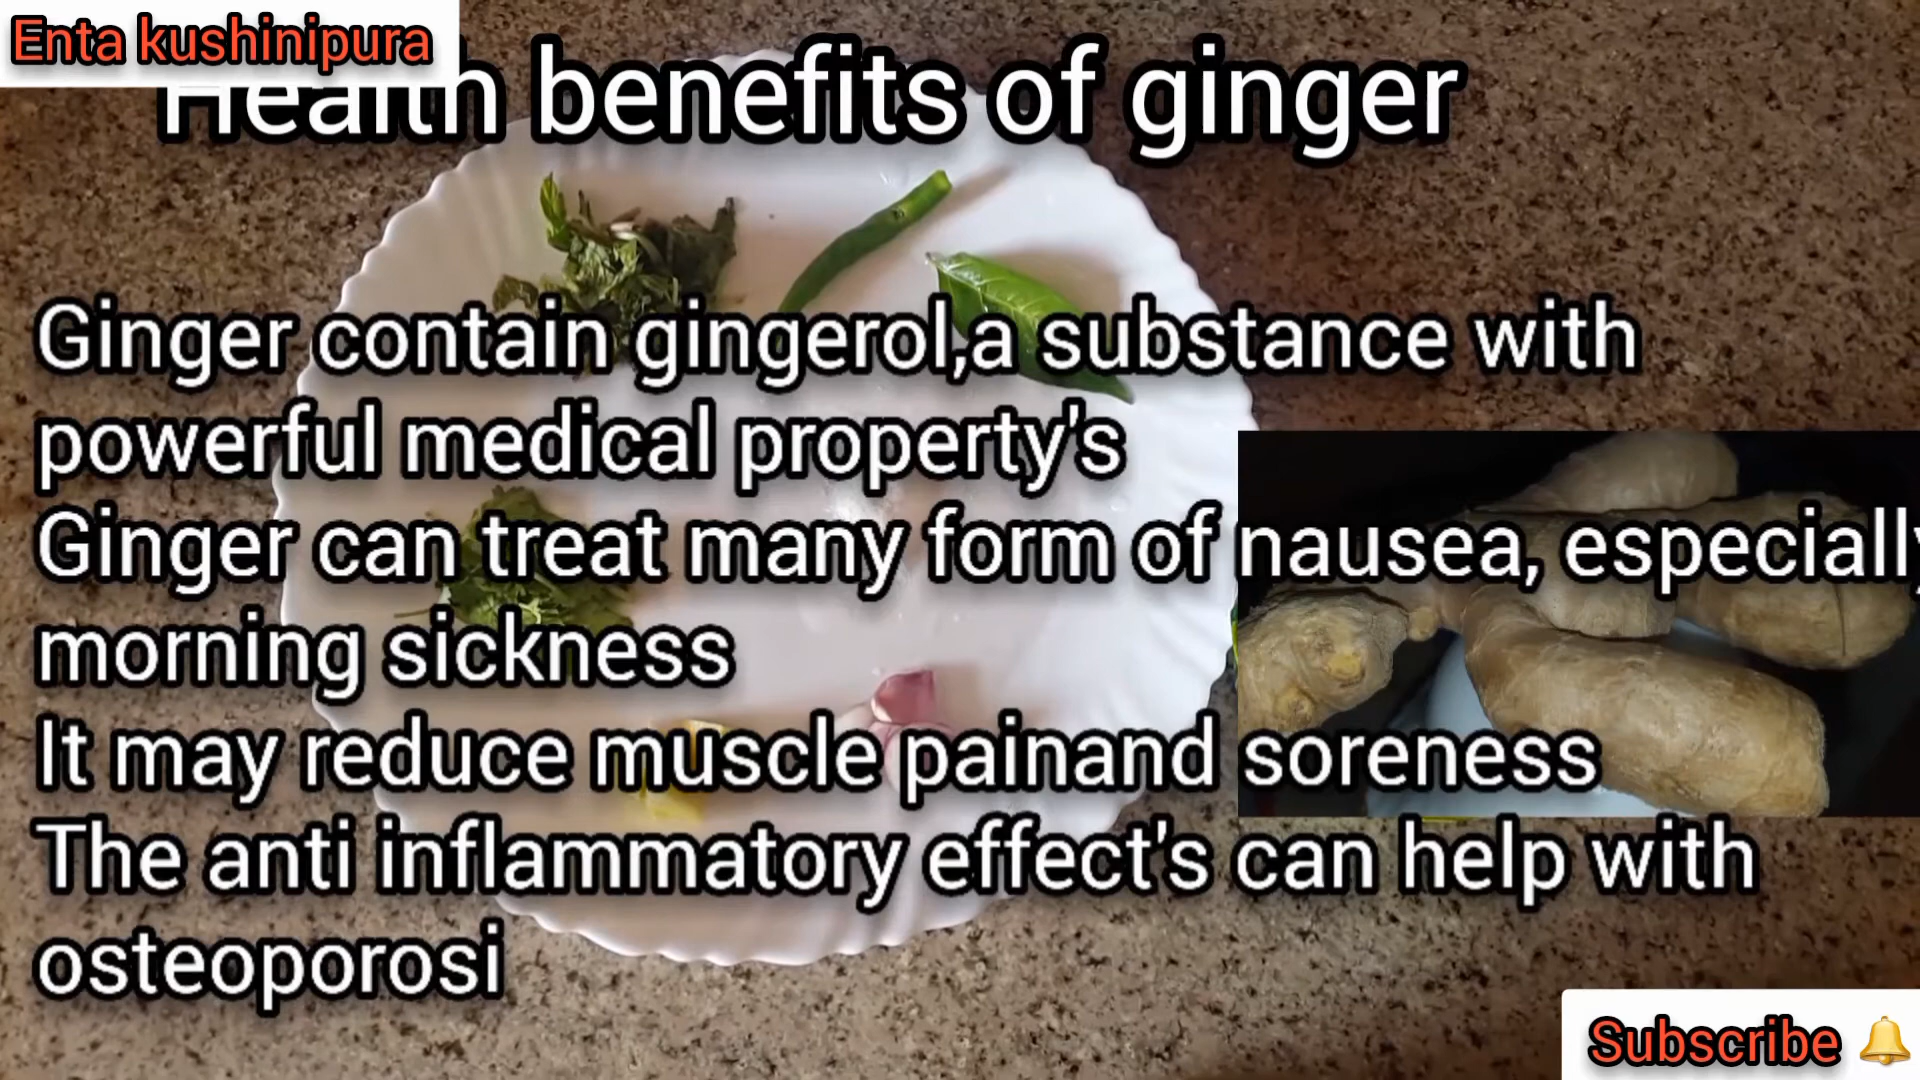 Enta kushinipura
Health benefits of ginger
Ginger contain gingerol,a substance with
powerful medical property's
Ginger can treat many form of nausea, especially
morning sickness
It may reduce muscle painand soreness
The anti inflammatory effect's can help with
osteoporosi
Subscribe